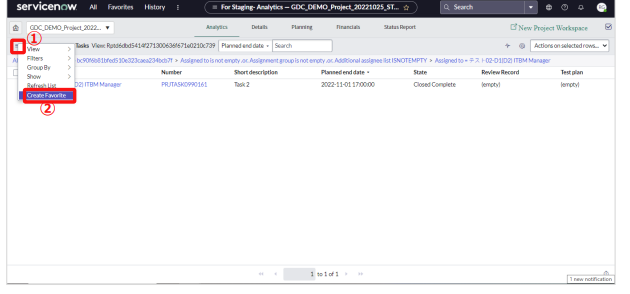 servicenow All Favorites History For Staging- Analytics — GDC_DEMO_Project_20221025_ST... Search
GDC_DEMO_Project_2022... Analytics Details Planning Financials Status Report New Project Workspace
① View Tasks View: Planned end date Search Actions on selected rows...
Filters > Assigned to is not empty .or. Assignment group is not empty .or. Additional assignee list ISNOTEMPTY > Assigned to = テスト02-D1(D2) ITBM Manager
Group By Number Short description Planned end date State Review Record Test plan
Show
Refresh List D2) ITBM Manager PRJTASK0990161 Task 2 2022-11-01 17:00:00 Closed Complete (empty) (empty)
Create Favorite
②
1 to 1 of 1
1 new notification